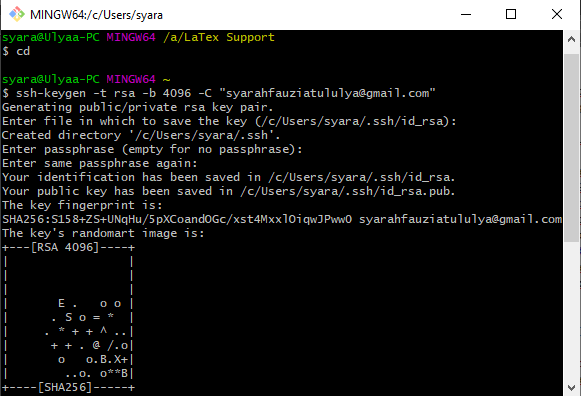 MINGW64:/c/Users/syara
syara@Ulyaa-PC MINGW64 /a/LaTex Support
$ cd
syara@Ulyaa-PC MINGW64 ~
$ ssh-keygen -t rsa -b 4096 -C "syarahfauziatululya@gmail.com"
Generating public/private rsa key pair.
Enter file in which to save the key (/c/Users/syara/.ssh/id_rsa):
Created directory '/c/Users/syara/.ssh'.
Enter passphrase (empty for no passphrase):
Enter same passphrase again:
Your identification has been saved in /c/Users/syara/.ssh/id_rsa.
Your public key has been saved in /c/Users/syara/.ssh/id_rsa.pub.
The key fingerprint is:
SHA256:S158+ZS+UNqHu/5pXCoandOGc/xst4MxxlOiqwJPwwO syarahfauziatululya@gmail.com
The key's randomart image is:
+---[RSA 4096]----+
|                 |
|                 |
|                 |
|       E .   o o |
|      . S o = *  |
|     . * + + ^ ..|
|      + + . @ /.o|
|       o   o.B.X+|
|        ..o. o**B|
+----[SHA256]-----+